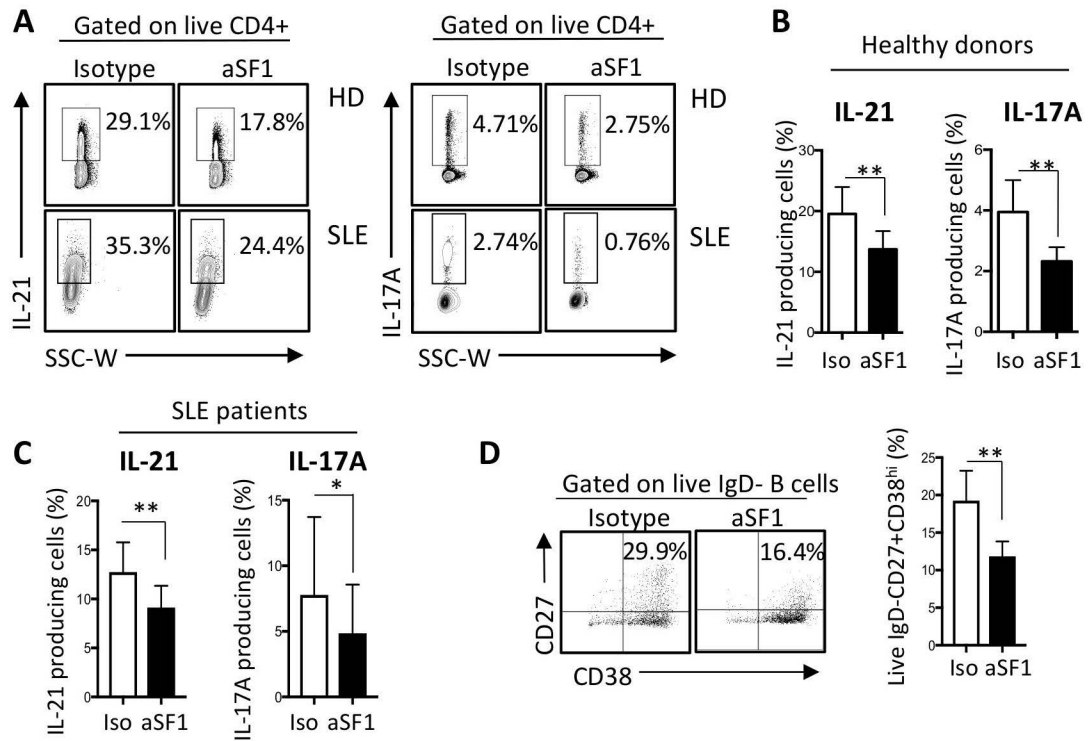 A
Gated on live CD4+
Isotype aSF1
HD
29.1% 17.8%
SLE
35.3% 24.4%
IL-21
SSC-W
Gated on live CD4+
Isotype aSF1
HD
4.71% 2.75%
SLE
2.74% 0.76%
IL-17A
SSC-W
B
Healthy donors
IL-21
IL-21 producing cells (%)
30
20
10
0
**
Iso aSF1
IL-17A
IL-17A producing cells (%)
6
4
2
0
**
Iso aSF1
C
SLE patients
IL-21
IL-21 producing cells (%)
20
15
10
5
0
**
Iso aSF1
IL-17A
IL-17A producing cells (%)
15
10
5
0
*
Iso aSF1
D
Gated on live IgD- B cells
Isotype aSF1
29.9% 16.4%
CD27
CD38
Live IgD-CD27+CD38hi (%)
25
20
15
10
5
0
**
Iso aSF1